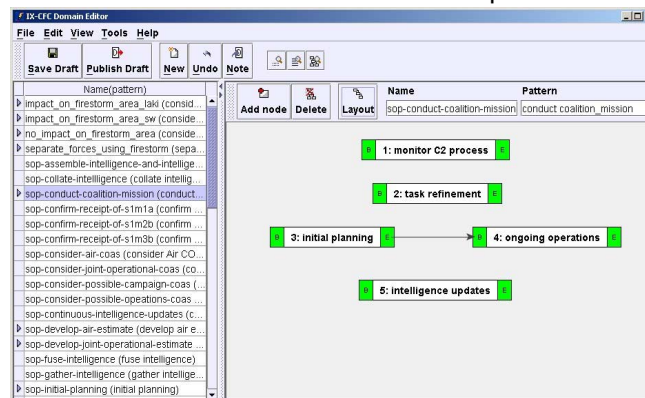 IX-CFC Domain Editor
File Edit View Tools Help
Save Draft Publish Draft New Undo Note
Name(pattern)
impact_on_firestorm_area_laki (consid...
impact_on_firestorm_area_sw (conside...
no_impact_on_firestorm_area (conside...
separate_forces_using_firestorm (sepa...
sop-assemble-intelligence-and-intellige...
sop-collate-intellligence (collate intellig...
sop-conduct-coalition-mission (conduct...
sop-confirm-receipt-of-s1m1a (confirm ...
sop-confirm-receipt-of-s1m2b (confirm ...
sop-confirm-receipt-of-s1m3b (confirm ...
sop-consider-air-coas (consider Air CO...
sop-consider-joint-operational-coas (co...
sop-consider-possible-campaign-coas (...
sop-consider-possible-opeations-coas ...
sop-continuous-intelligence-updates (c...
sop-develop-air-estimate (develop air e...
sop-develop-joint-operational-estimate ...
sop-fuse-intelligence (fuse intelligence)
sop-gather-intelligence (gather intellige...
sop-initial-planning (initial planning)
Add node Delete Layout
Name Pattern
sop-conduct-coalition-mission conduct coalition_mission
B 1: monitor C2 process E
B 2: task refinement E
B 3: initial planning E B 4: ongoing operations E
B 5: intelligence updates E